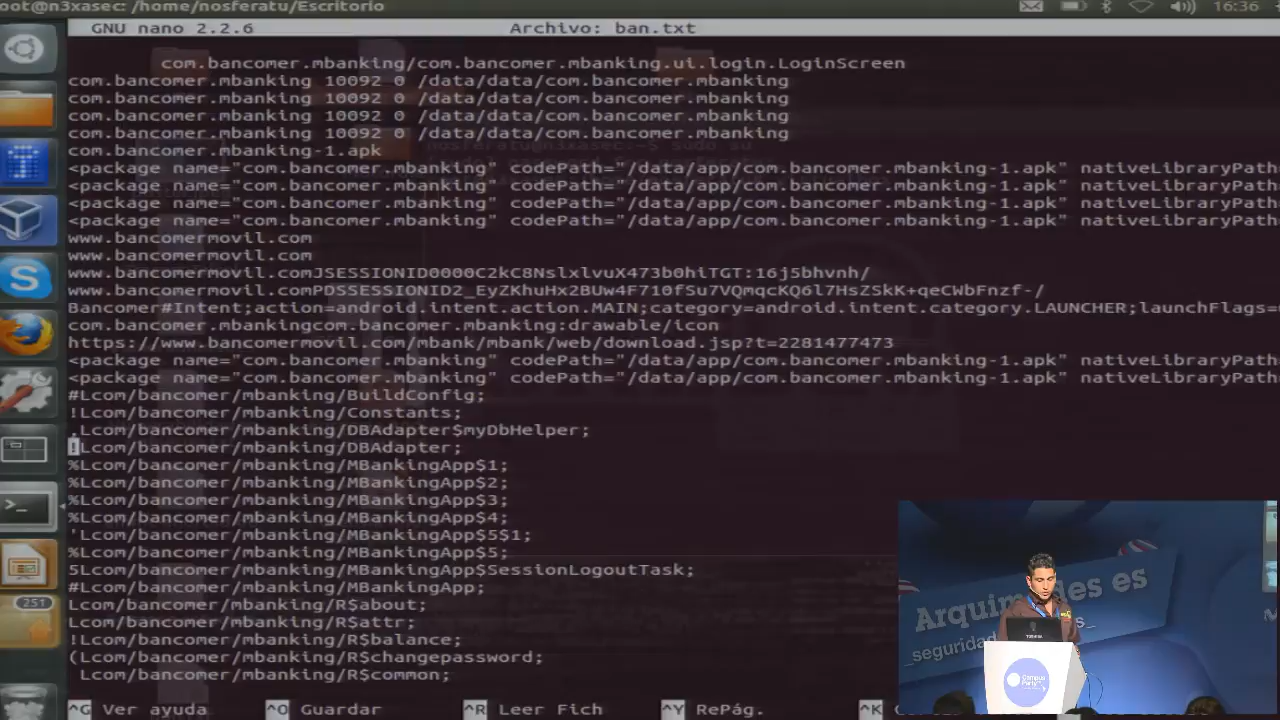 root@n3xasec: /home/nosferatu/Escritorio
16:36
GNU nano 2.2.6 Archivo: ban.txt
com.bancomer.mbanking/com.bancomer.mbanking.ui.login.LoginScreen
com.bancomer.mbanking 10092 0 /data/data/com.bancomer.mbanking
com.bancomer.mbanking 10092 0 /data/data/com.bancomer.mbanking
com.bancomer.mbanking 10092 0 /data/data/com.bancomer.mbanking
com.bancomer.mbanking 10092 0 /data/data/com.bancomer.mbanking
nosferatu@n3xasec:~$ sudo su
com.bancomer.mbanking-1.apk
<package name="com.bancomer.mbanking" codePath="/data/app/com.bancomer.mbanking-1.apk" nativeLibraryPath
<package name="com.bancomer.mbanking" codePath="/data/app/com.bancomer.mbanking-1.apk" nativeLibraryPath
<package name="com.bancomer.mbanking" codePath="/data/app/com.bancomer.mbanking-1.apk" nativeLibraryPath
<package name="com.bancomer.mbanking" codePath="/data/app/com.bancomer.mbanking-1.apk" nativeLibraryPath
www.bancomermovil.com
www.bancomermovil.com
www.bancomermovil.comJSESSIONID0000C2kC8NslxlvuX473b0hiTGT:16j5bhvnh/
www.bancomermovil.comPDSSESSIONID2_EyZKhuHx2BUw4F710fSu7VQmqcKQ6l7HsZSkK+qeCWbFnzf-/
Bancomer#Intent;action=android.intent.action.MAIN;category=android.intent.category.LAUNCHER;launchFlags=
com.bancomer.mbankingcom.bancomer.mbanking:drawable/icon
https://www.bancomermovil.com/mbank/mbank/web/download.jsp?t=2281477473
<package name="com.bancomer.mbanking" codePath="/data/app/com.bancomer.mbanking-1.apk" nativeLibraryPath
<package name="com.bancomer.mbanking" codePath="/data/app/com.bancomer.mbanking-1.apk" nativeLibraryPath
#Lcom/bancomer/mbanking/BuildConfig;
!Lcom/bancomer/mbanking/Constants;
,Lcom/bancomer/mbanking/DBAdapter$myDbHelper;
!Lcom/bancomer/mbanking/DBAdapter;
%Lcom/bancomer/mbanking/MBankingApp$1;
%Lcom/bancomer/mbanking/MBankingApp$2;
%Lcom/bancomer/mbanking/MBankingApp$3;
%Lcom/bancomer/mbanking/MBankingApp$4;
'Lcom/bancomer/mbanking/MBankingApp$5$1;
%Lcom/bancomer/mbanking/MBankingApp$5;
5Lcom/bancomer/mbanking/MBankingApp$SessionLogoutTask;
#Lcom/bancomer/mbanking/MBankingApp;
Lcom/bancomer/mbanking/R$about;
Lcom/bancomer/mbanking/R$attr;
!Lcom/bancomer/mbanking/R$balance;
(Lcom/bancomer/mbanking/R$changepassword;
Lcom/bancomer/mbanking/R$common;
^G Ver ayuda ^O Guardar ^R Leer Fich ^Y RePág. ^K
251
Arquimedes es
_seguridad
Campus Party
TOSHIBA